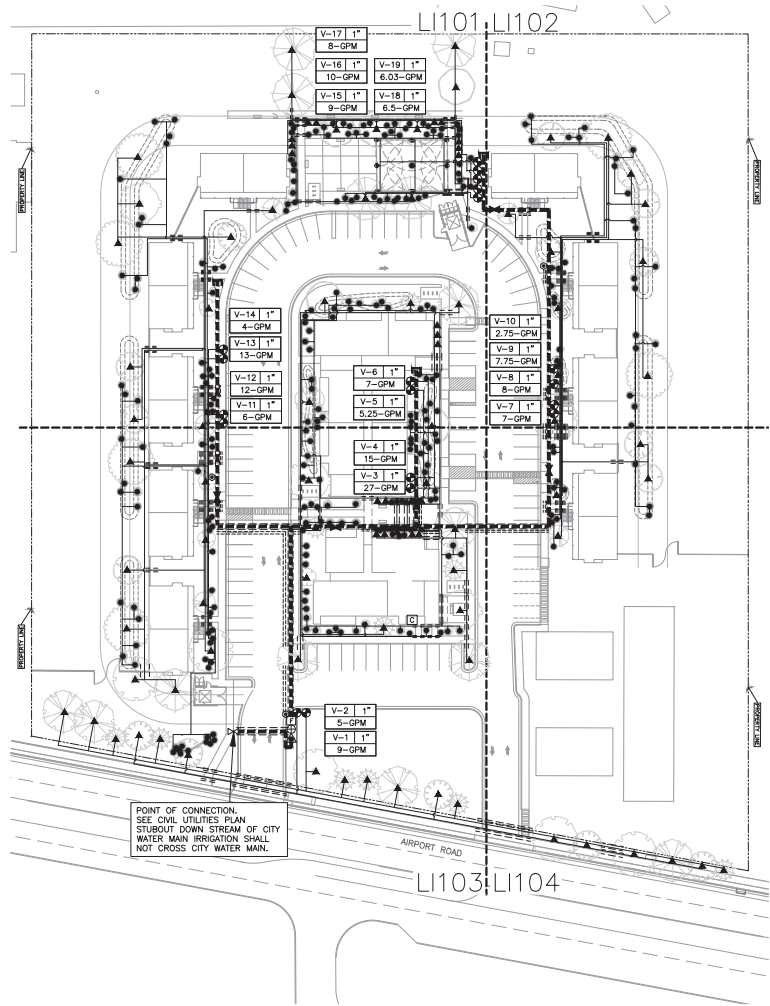 LI101 LI102
V-17 1"
8-GPM
V-16 1"
10-GPM
V-19 1"
6.03-GPM
V-15 1"
9-GPM
V-18 1"
6.5-GPM
PROPERTY LINE
PROPERTY LINE
V-14 1"
4-GPM
V-13 1"
13-GPM
V-12 1"
12-GPM
V-11 1"
6-GPM
V-6 1"
7-GPM
V-5 1"
5.25-GPM
V-4 1"
15-GPM
V-3 1"
27-GPM
V-10 1"
2.75-GPM
V-9 1"
7.75-GPM
V-8 1"
8-GPM
V-7 1"
7-GPM
C
PROPERTY LINE
PROPERTY LINE
F
V-2 1"
5-GPM
V-1 1"
9-GPM
POINT OF CONNECTION.
SEE CIVIL UTILITIES PLAN
STUBOUT DOWN STREAM OF CITY
WATER MAIN IRRIGATION SHALL
NOT CROSS CITY WATER MAIN.
AIRPORT ROAD
LI103 LI104